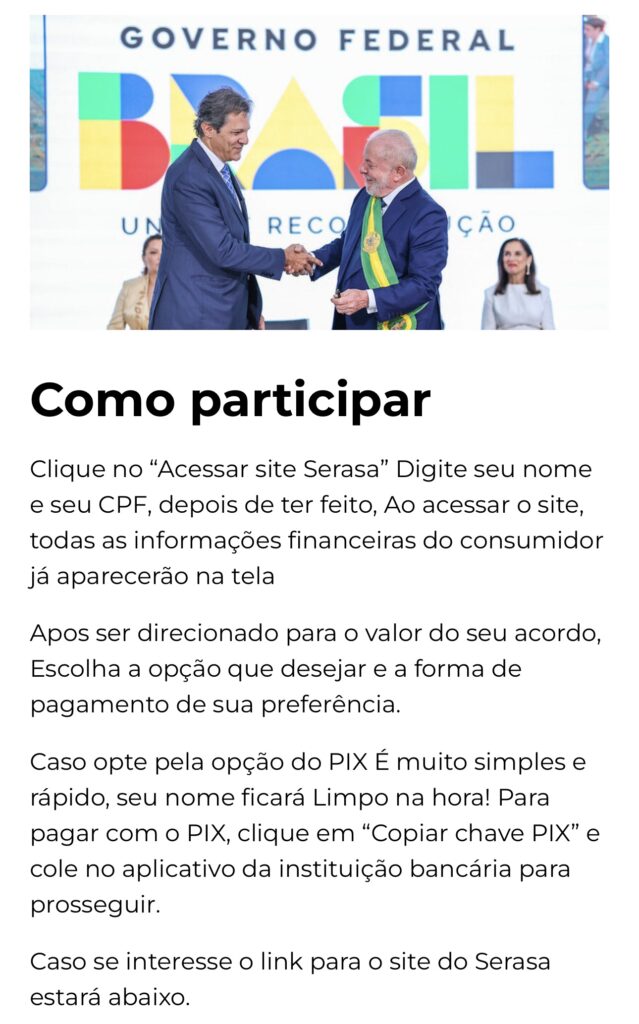 GOVERNO FEDERAL
BRASIL
UN RECO UÇÃO
Como participar
Clique no “Acessar site Serasa” Digite seu nome
e seu CPF, depois de ter feito, Ao acessar o site,
todas as informações financeiras do consumidor
já aparecerão na tela
Apos ser direcionado para o valor do seu acordo,
Escolha a opção que desejar e a forma de
pagamento de sua preferência.
Caso opte pela opção do PIX É muito simples e
rápido, seu nome ficará Limpo na hora! Para
pagar com o PIX, clique em “Copiar chave PIX” e
cole no aplicativo da instituição bancária para
prosseguir.
Caso se interesse o link para o site do Serasa
estará abaixo.